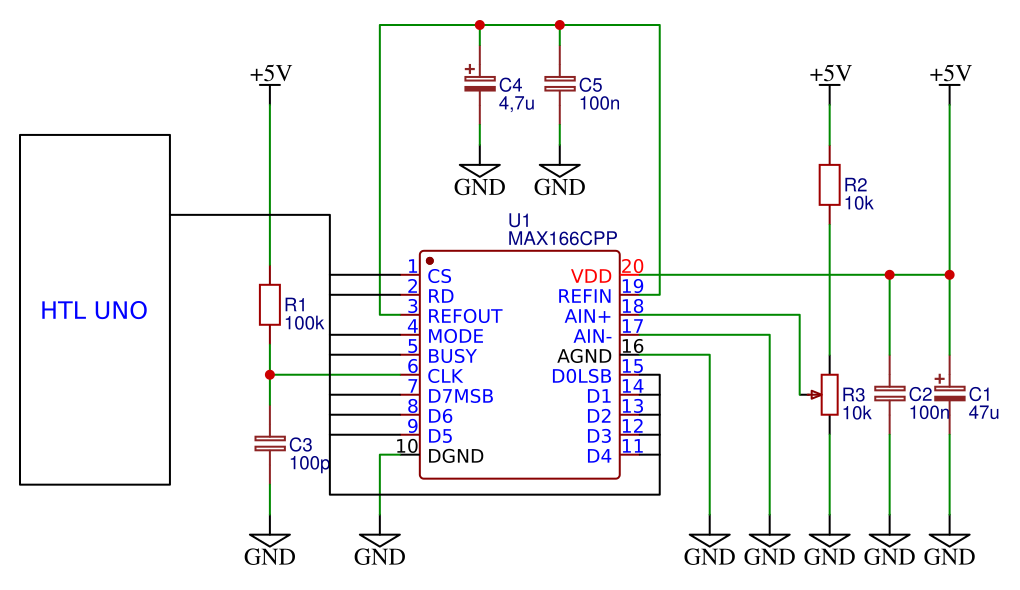 +5V
+5V
+5V
+
C4
4,7u
C5
100n
GND
GND
R2
10k
U1
MAX166CPP
HTL UNO
R1
100k
1
CS
2
RD
3
REFOUT
4
MODE
5
BUSY
6
CLK
7
D7MSB
8
D6
9
D5
10
DGND
20
VDD
19
REFIN
18
AIN+
17
AIN-
16
AGND
15
D0LSB
14
D1
13
D2
12
D3
11
D4
R3
10k
C2
100n
+
C1
47u
C3
100p
GND
GND
GND
GND
GND
GND
GND